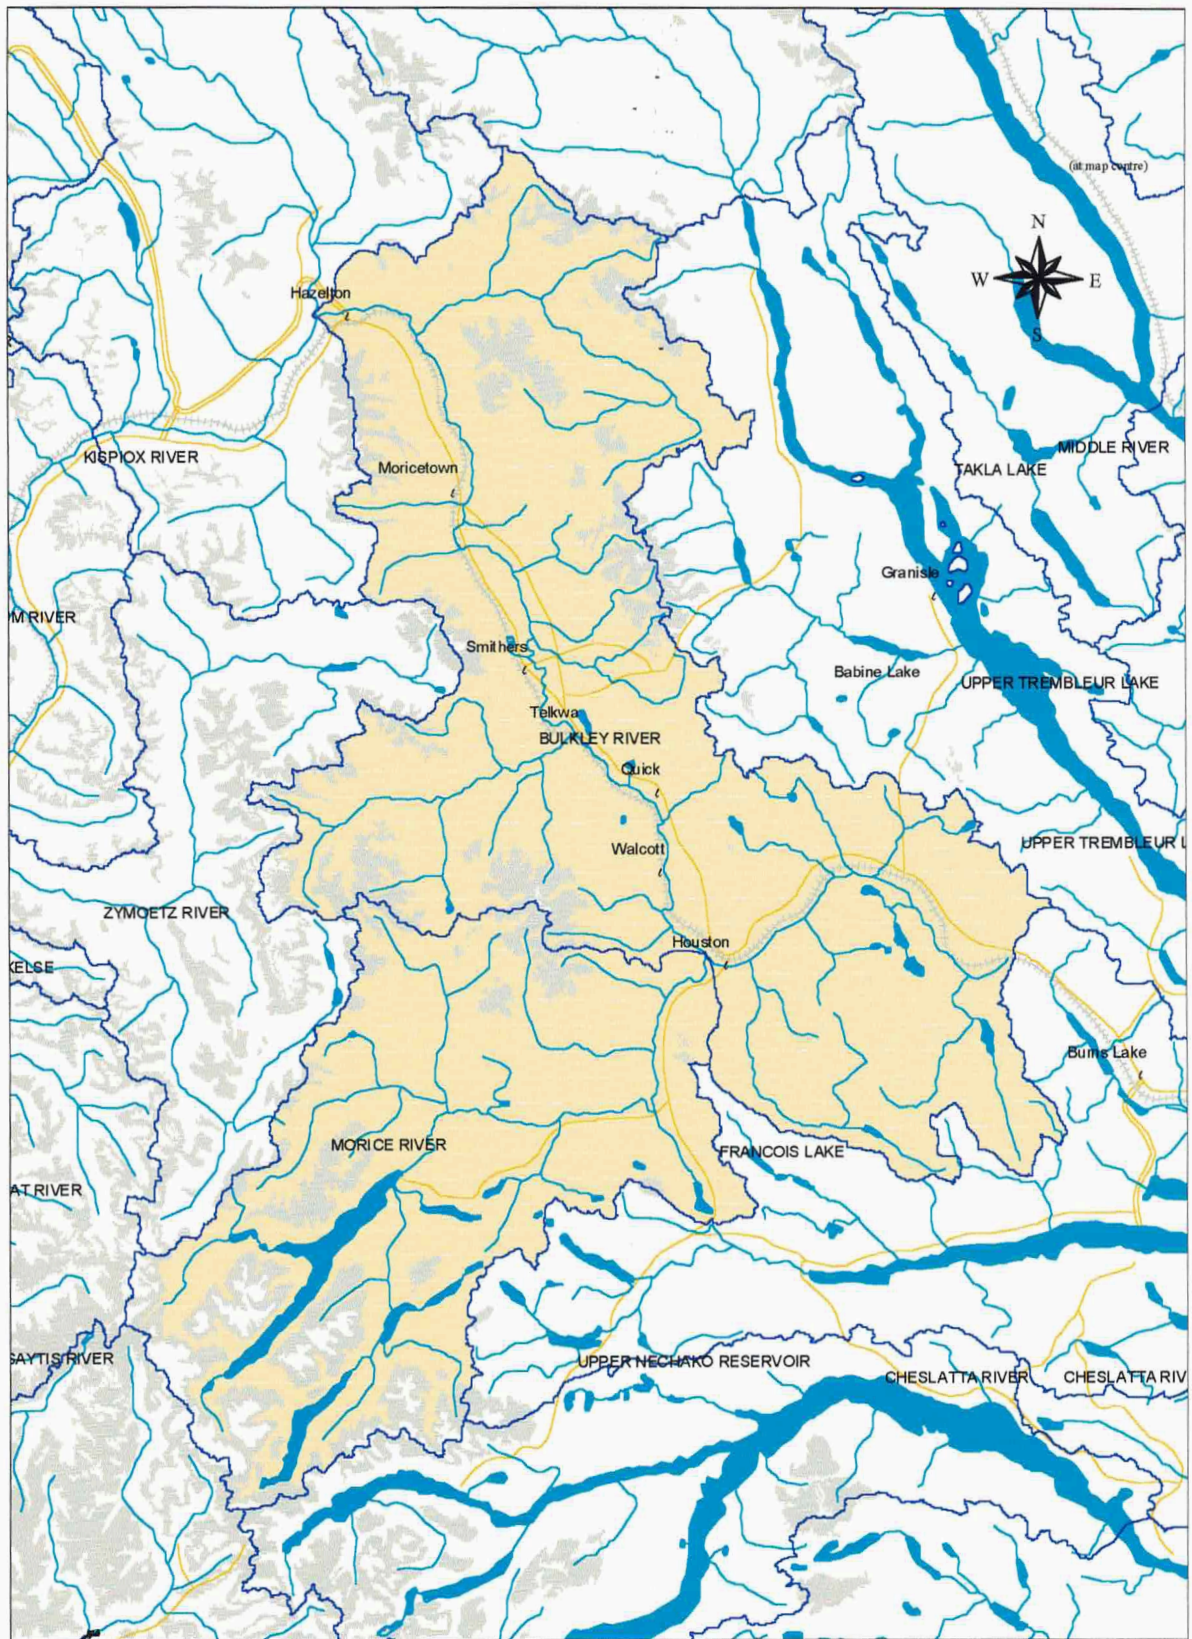 (at map centre)
N
W E
S
Hazelton
MIDDLE RIVER
KISPIOX RIVER
Moricetown
TAKLA LAKE
Granisle
M RIVER
Smithers
Babine Lake
UPPER TREMBLEUR LAKE
Telkwa
BULKLEY RIVER
Quick
Walcott
UPPER TREMBLEUR L
ZYMOETZ RIVER
Houston
KELSE
Burns Lake
MORICE RIVER
FRANCOIS LAKE
AT RIVER
SAYTIS RIVER
UPPER NECHAKO RESERVOIR
CHESLATTA RIVER
CHESLATTA RIV